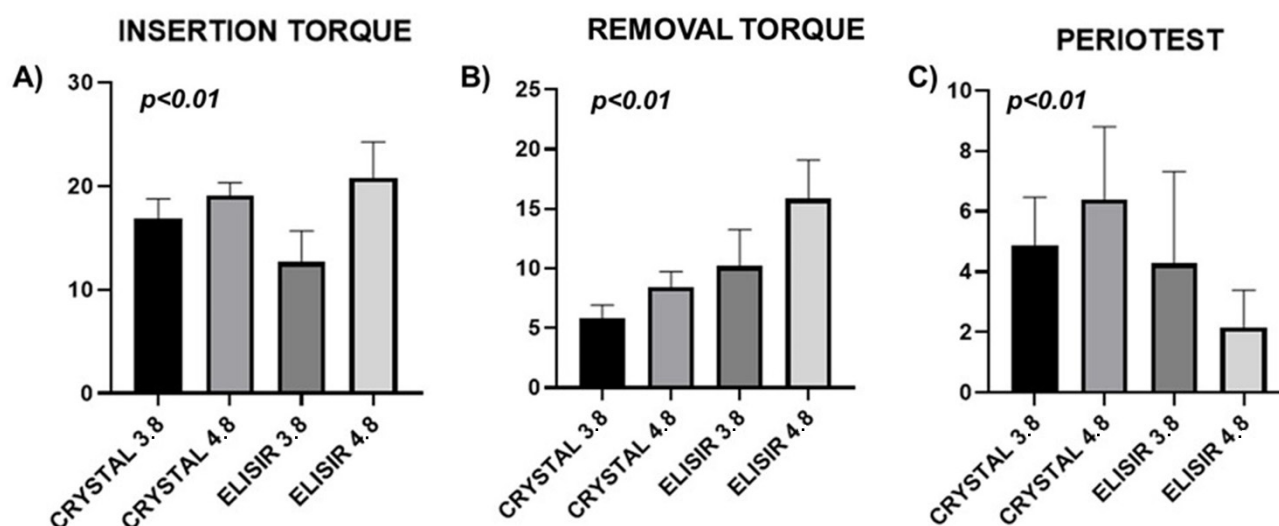 INSERTION TORQUE
A)
p<0.01
30
20
10
0
CRYSTAL 3.8
CRYSTAL 4.8
ELISIR 3.8
ELISIR 4.8
REMOVAL TORQUE
B)
p<0.01
25
20
15
10
5
0
CRYSTAL 3.8
CRYSTAL 4.8
ELISIR 3.8
ELISIR 4.8
PERIOTEST
C)
p<0.01
10
8
6
4
2
0
CRYSTAL 3.8
CRYSTAL 4.8
ELISIR 3.8
ELISIR 4.8